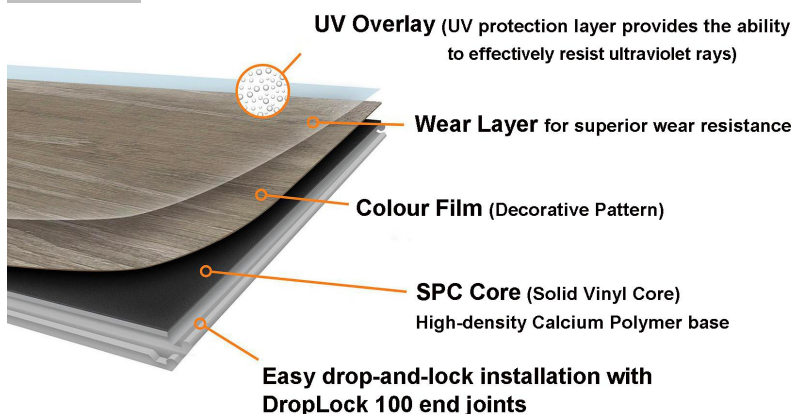 UV Overlay (UV protection layer provides the ability
to effectively resist ultraviolet rays)
Wear Layer for superior wear resistance
Colour Film (Decorative Pattern)
SPC Core (Solid Vinyl Core)
High-density Calcium Polymer base
Easy drop-and-lock installation with
DropLock 100 end joints